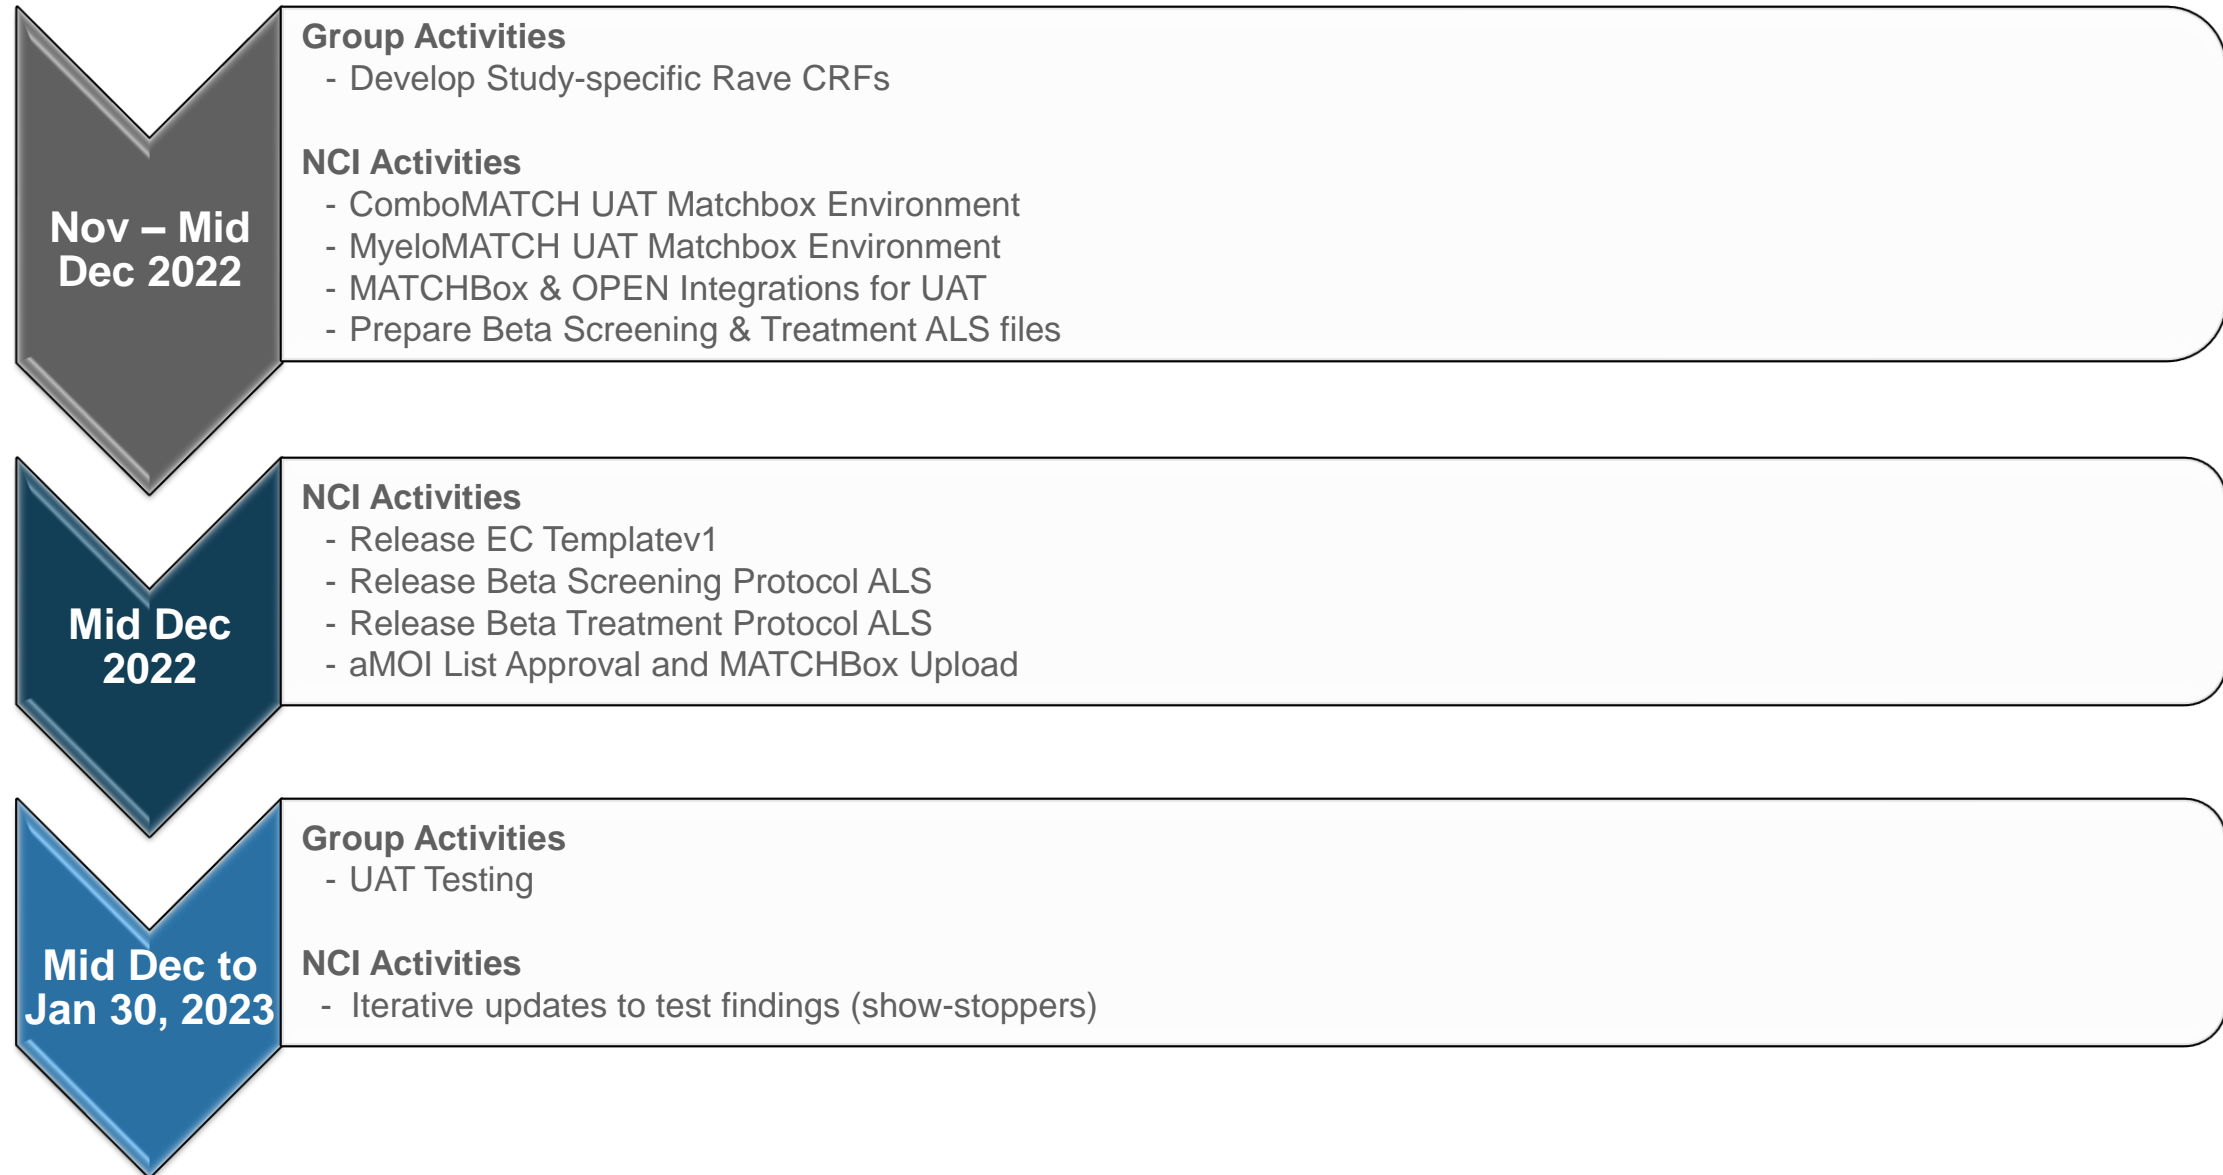 Nov – Mid
Dec 2022
Group Activities
- Develop Study-specific Rave CRFs
NCI Activities
- ComboMATCH UAT Matchbox Environment
- MyeloMATCH UAT Matchbox Environment
- MATCHBox & OPEN Integrations for UAT
- Prepare Beta Screening & Treatment ALS files
Mid Dec
2022
NCI Activities
- Release EC Templatev1
- Release Beta Screening Protocol ALS
- Release Beta Treatment Protocol ALS
- aMOI List Approval and MATCHBox Upload
Mid Dec to
Jan 30, 2023
Group Activities
- UAT Testing
NCI Activities
- Iterative updates to test findings (show-stoppers)